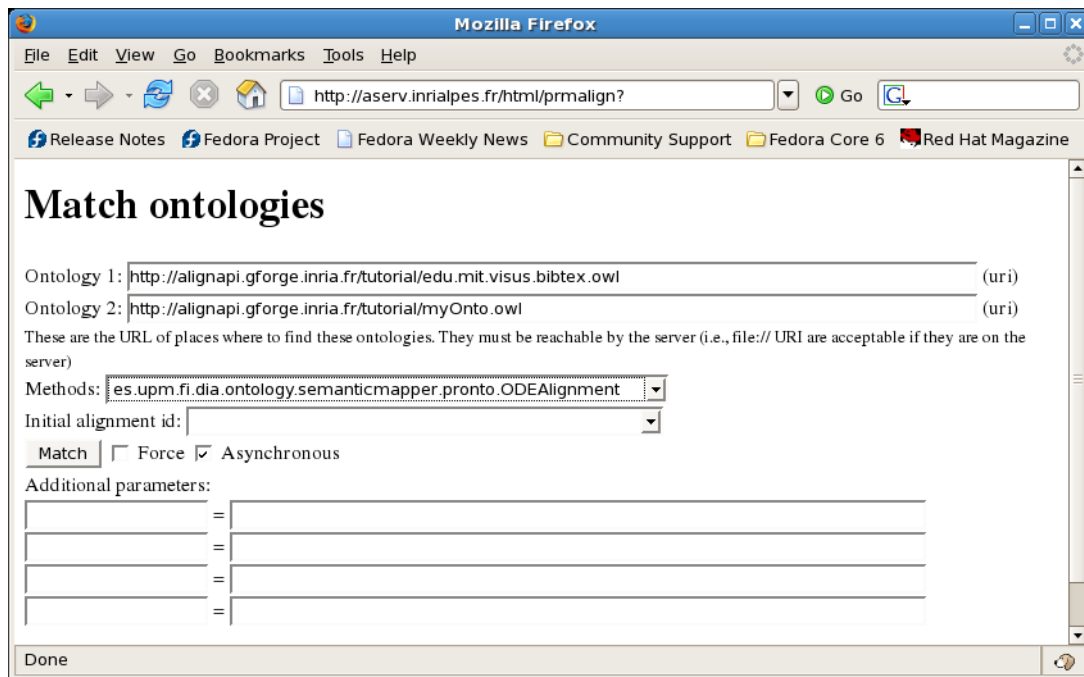 Mozilla Firefox
File Edit View Go Bookmarks Tools Help
http://aserv.inrialpes.fr/html/prmalign?
Go
G
Release Notes Fedora Project Fedora Weekly News Community Support Fedora Core 6 Red Hat Magazine
Match ontologies
Ontology 1: http://alignapi.gforge.inria.fr/tutorial/edu.mit.visus.bibtex.owl (uri)
Ontology 2: http://alignapi.gforge.inria.fr/tutorial/myOnto.owl (uri)
These are the URL of places where to find these ontologies. They must be reachable by the server (i.e., file:// URI are acceptable if they are on the
server)
Methods: es.upm.fi.dia.ontology.semanticmapper.pronto.ODEAlignment
Initial alignment id:
Match Force Asynchronous
Additional parameters:
=
=
=
=
Done